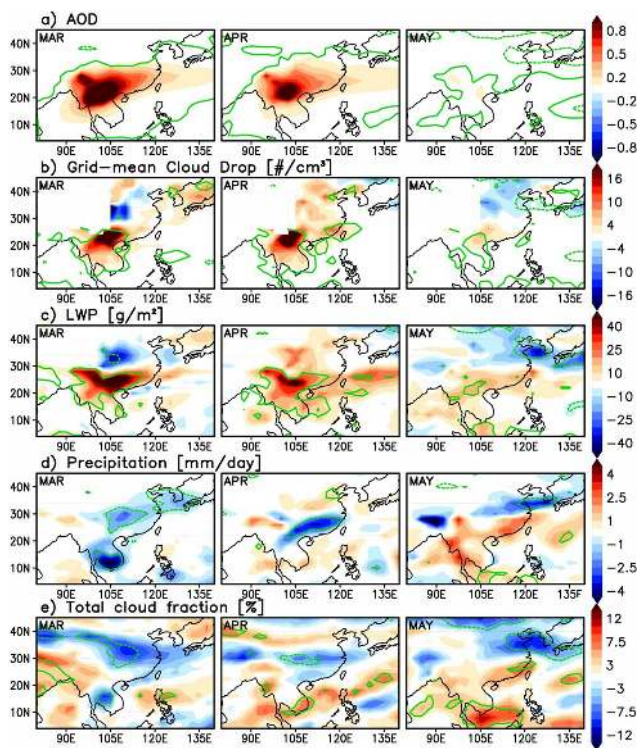 a) AOD
MAR APR MAY
40N
30N
20N
10N
0.8
0.5
0.2
−0.2
−0.5
−0.8
90E 105E 120E 135E 90E 105E 120E 135E 90E 105E 120E 135E
b) Grid−mean Cloud Drop [#/cm³]
MAR APR MAY
40N
30N
20N
10N
16
10
4
−4
−10
−16
90E 105E 120E 135E 90E 105E 120E 135E 90E 105E 120E 135E
c) LWP [g/m²]
MAR APR MAY
40N
30N
20N
10N
40
20
10
−10
−20
−40
90E 105E 120E 135E 90E 105E 120E 135E 90E 105E 120E 135E
d) Precipitation [mm/day]
MAR APR MAY
40N
30N
20N
10N
4
2.5
1
−1
−2.5
−4
90E 105E 120E 135E 90E 105E 120E 135E 90E 105E 120E 135E
e) Total cloud fraction [%]
MAR APR MAY
40N
30N
20N
10N
12
7.5
3
−3
−7.5
−12
90E 105E 120E 135E 90E 105E 120E 135E 90E 105E 120E 135E